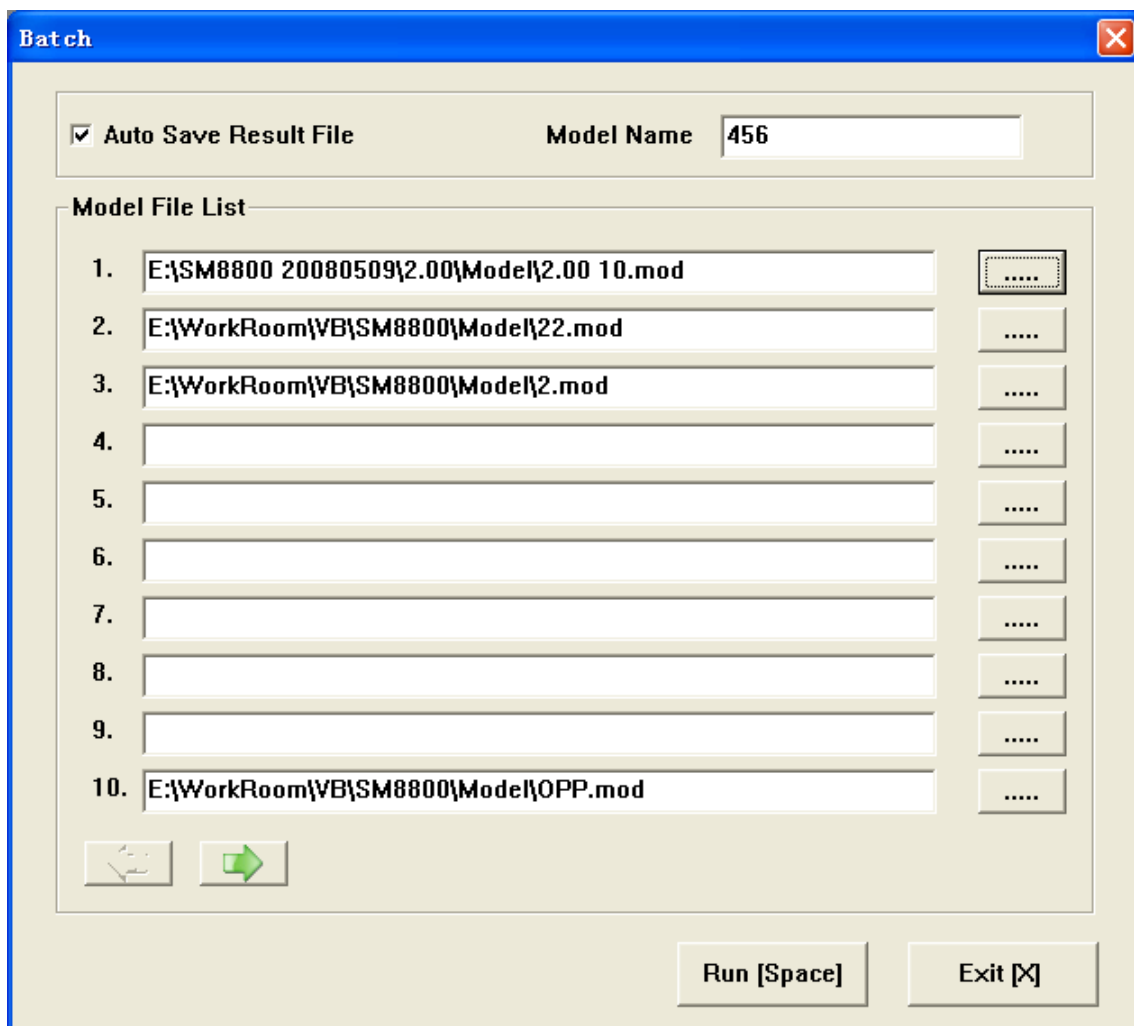 Batch
Auto Save Result File Model Name 456
Model File List
1. E:\SM8800 20080509\2.00\Model\2.00 10.mod .....
2. E:\WorkRoom\VB\SM8800\Model\22.mod .....
3. E:\WorkRoom\VB\SM8800\Model\2.mod .....
4. .....
5. .....
6. .....
7. .....
8. .....
9. .....
10. E:\WorkRoom\VB\SM8800\Model\OPP.mod .....
Run [Space] Exit [X]